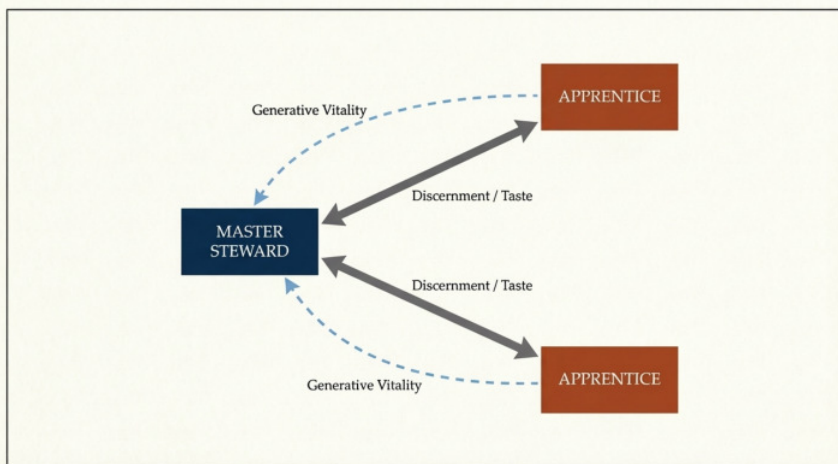 APPRENTICE
Generative Vitality
Discernment / Taste
MASTER
STEWARD
Discernment / Taste
Generative Vitality
APPRENTICE